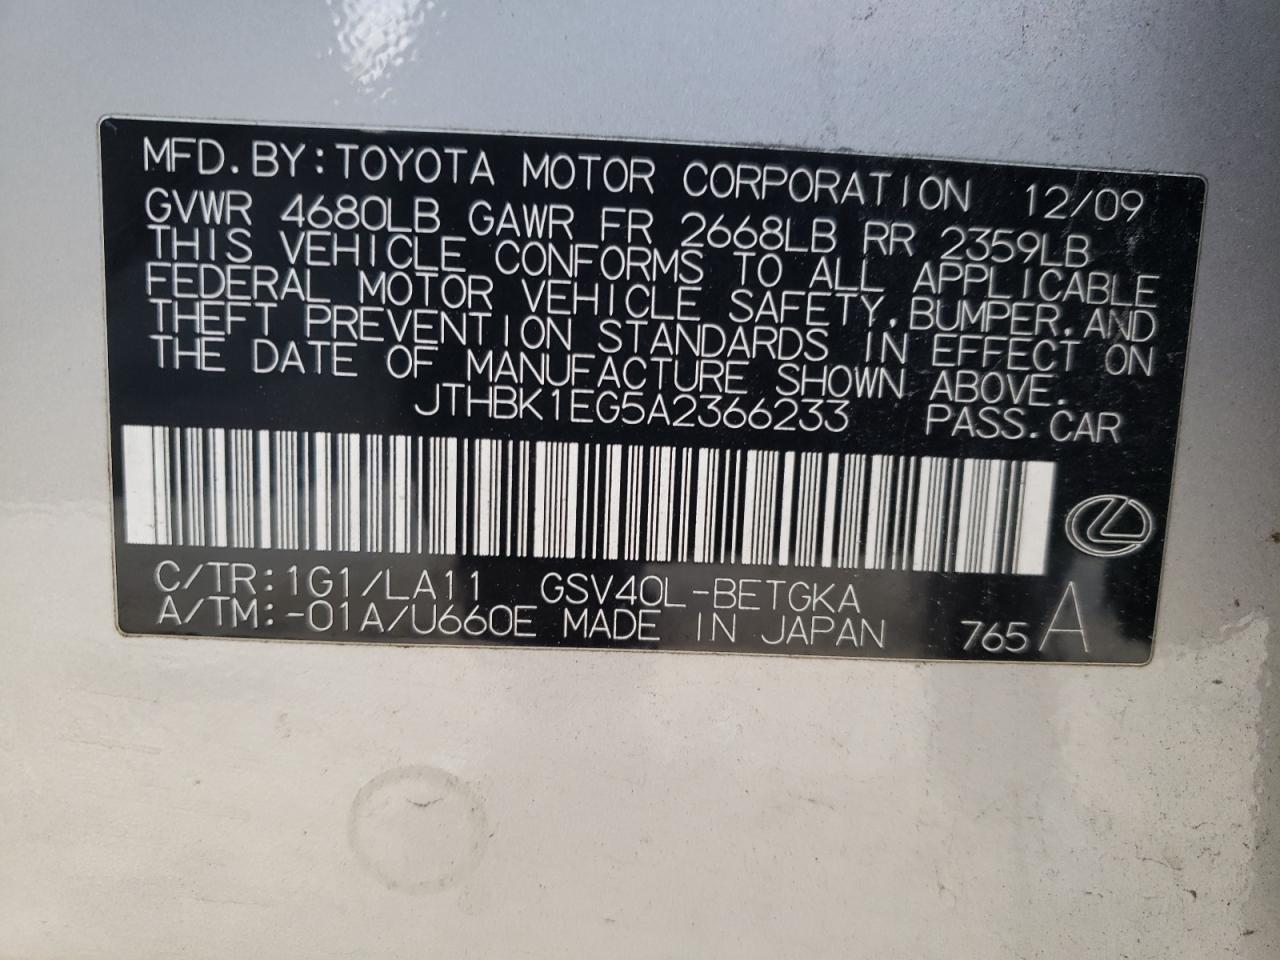 MFD.BY:TOYOTA MOTOR CORPORATION 12/09
GVWR 4680LB GAWR FR 2668LB RR 2359LB
THIS VEHICLE CONFORMS TO ALL APPLICABLE
FEDERAL MOTOR VEHICLE SAFETY,BUMPER,AND
THEFT PREVENTION STANDARDS IN EFFECT ON
THE DATE OF MANUFACTURE SHOWN ABOVE.
JTHBK1EG5A2366233 PASS.CAR
C/TR:1G1/LA11 GSV40L-BETGKA
A/TM:-01A/U660E MADE IN JAPAN 765 A